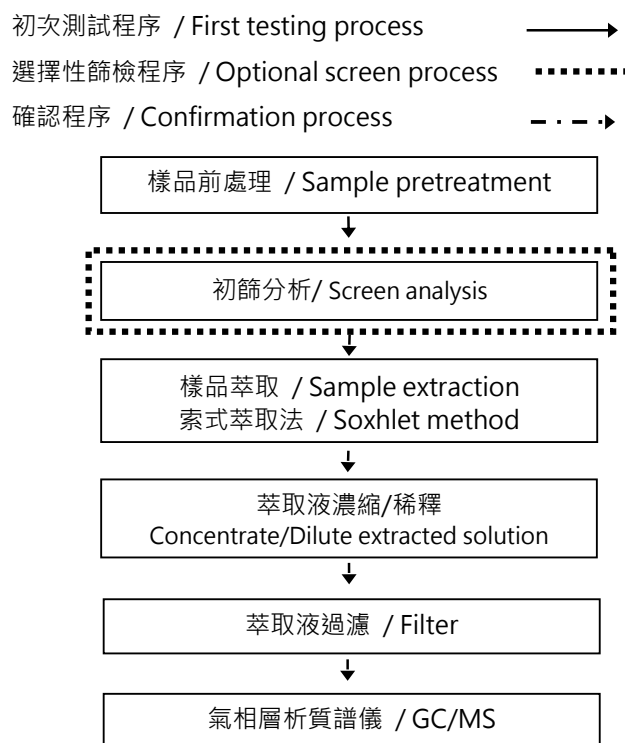 初次測試程序 / First testing process
選擇性篩檢程序 / Optional screen process
確認程序 / Confirmation process
樣品前處理 / Sample pretreatment
初篩分析/ Screen analysis
樣品萃取 / Sample extraction
索式萃取法 / Soxhlet method
萃取液濃縮/稀釋
Concentrate/Dilute extracted solution
萃取液過濾 / Filter
氣相層析質譜儀 / GC/MS